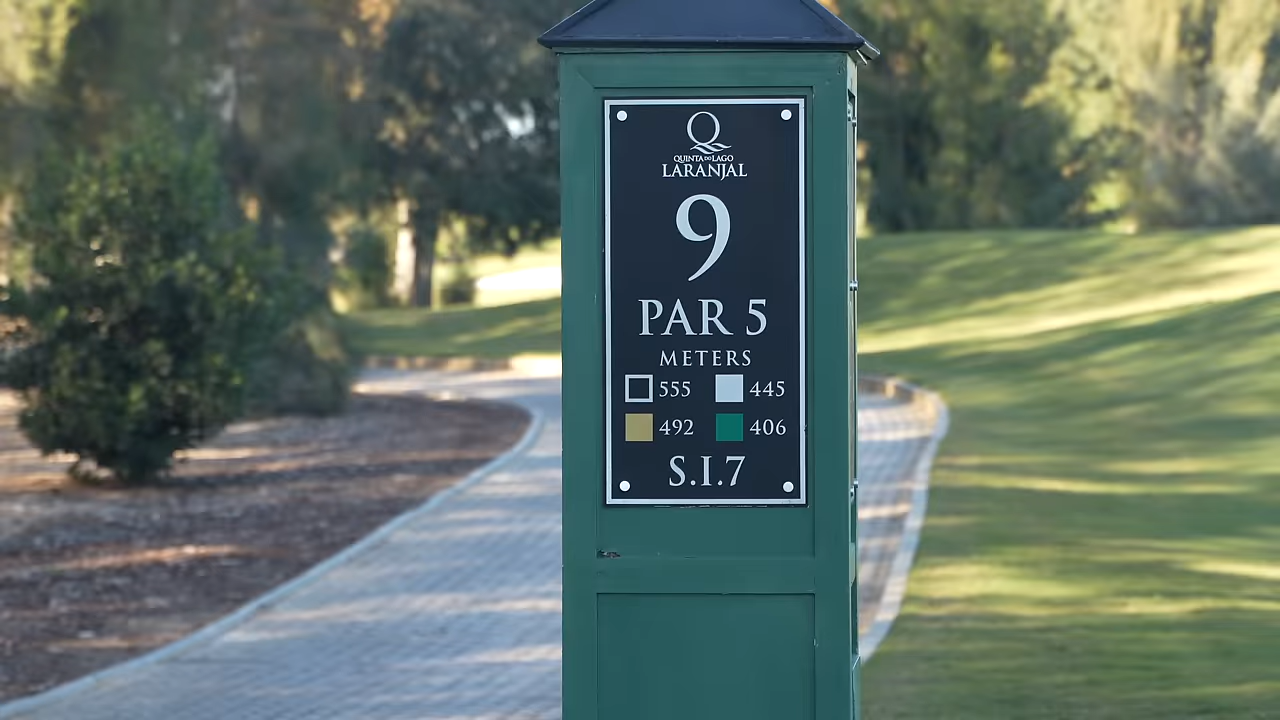 QUINTA DO LAGO
LARANJAL
9
PAR 5
METERS
555 445
492 406
S.I.7